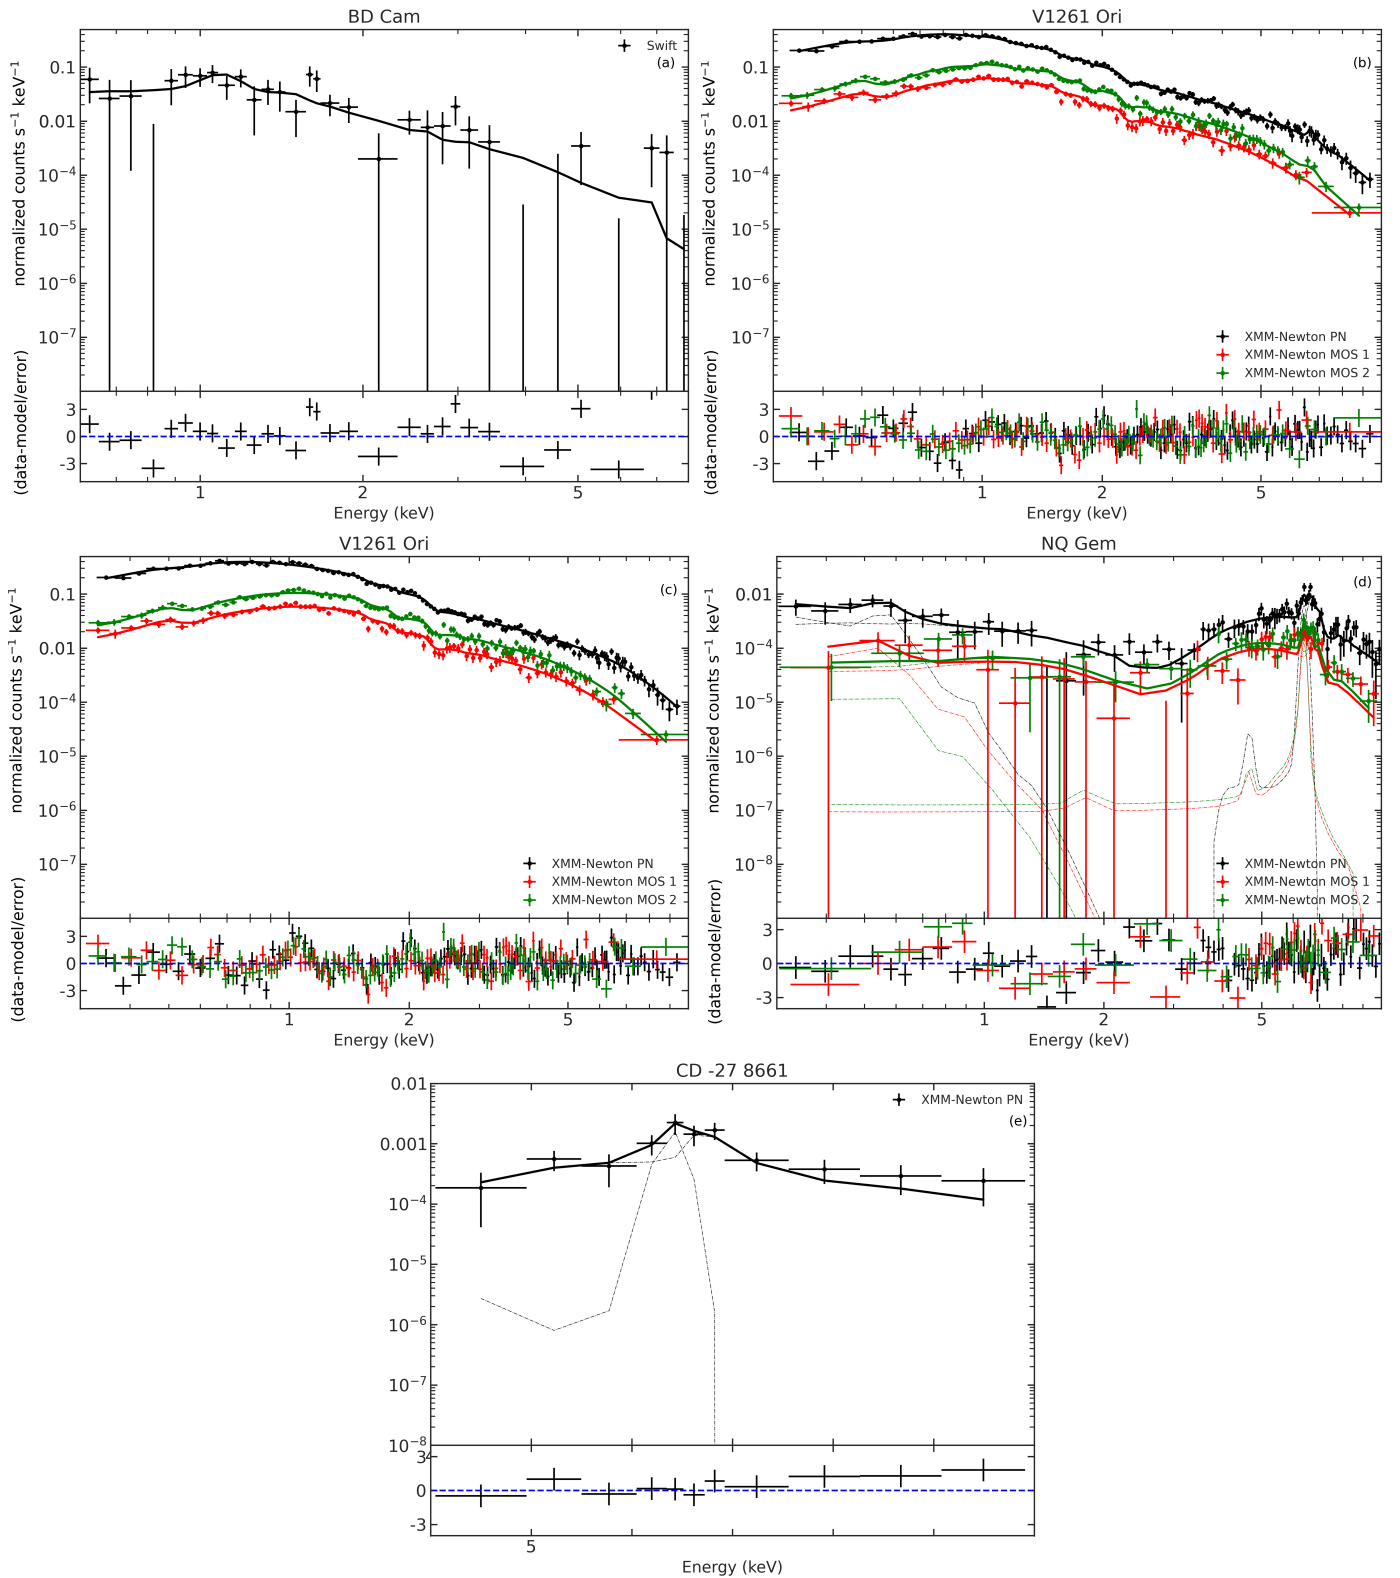 BD Cam
Swift
(a)
0.1
0.01
10⁻³
10⁻⁴
10⁻⁵
10⁻⁶
10⁻⁷
normalized counts s⁻¹ keV⁻¹
3
0
-3
(data-model/error)
1
2
5
Energy (keV)
V1261 Ori
(b)
0.1
0.01
10⁻³
10⁻⁴
10⁻⁵
10⁻⁶
10⁻⁷
normalized counts s⁻¹ keV⁻¹
XMM-Newton PN
XMM-Newton MOS 1
XMM-Newton MOS 2
3
0
-3
(data-model/error)
1
2
5
Energy (keV)
V1261 Ori
(c)
0.1
0.01
10⁻³
10⁻⁴
10⁻⁵
10⁻⁶
10⁻⁷
normalized counts s⁻¹ keV⁻¹
XMM-Newton PN
XMM-Newton MOS 1
XMM-Newton MOS 2
3
0
-3
(data-model/error)
1
2
5
Energy (keV)
NQ Gem
(d)
0.01
10⁻³
10⁻⁴
10⁻⁵
10⁻⁶
10⁻⁷
10⁻⁸
normalized counts s⁻¹ keV⁻¹
XMM-Newton PN
XMM-Newton MOS 1
XMM-Newton MOS 2
3
0
-3
(data-model/error)
1
2
5
Energy (keV)
CD -27 8661
XMM-Newton PN
(e)
0.01
0.001
10⁻⁴
10⁻⁵
10⁻⁶
10⁻⁷
10⁻⁸
3
0
-3
5
Energy (keV)